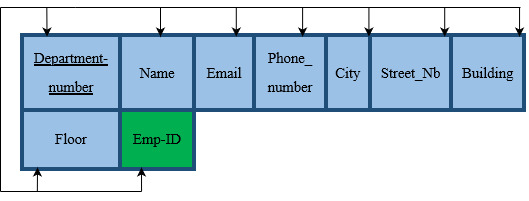 Department-
number
Name
Email
Phone_
number
City
Street_Nb
Building
Floor
Emp-ID